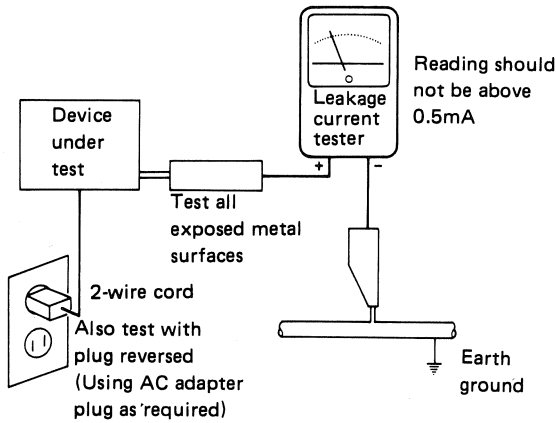 Device
under
test
Leakage
current
tester
+ -
Reading should
not be above
0.5mA
Test all
exposed metal
surfaces
2-wire cord
Also test with
plug reversed
(Using AC adapter
plug as required)
Earth
ground